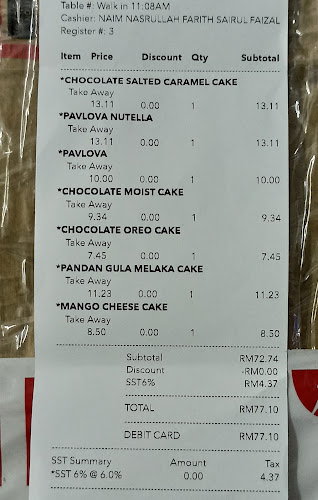 Table #: Walk in 11:08AM
Cashier: NAIM NASRULLAH FARITH SAIRUL FAIZAL
Register #: 3
Item Price Discount Qty Subtotal
*CHOCOLATE SALTED CARAMEL CAKE
Take Away
13.11 0.00 1 13.11
*PAVLOVA NUTELLA
Take Away
13.11 0.00 1 13.11
*PAVLOVA
Take Away
10.00 0.00 1 10.00
*CHOCOLATE MOIST CAKE
Take Away
9.34 0.00 1 9.34
*CHOCOLATE OREO CAKE
Take Away
7.45 0.00 1 7.45
*PANDAN GULA MELAKA CAKE
Take Away
11.23 0.00 1 11.23
*MANGO CHEESE CAKE
Take Away
8.50 0.00 1 8.50
Subtotal RM72.74
Discount -RM0.00
SST6% RM4.37
TOTAL RM77.10
DEBIT CARD RM77.10
SST Summary Amount Tax
*SST 6% @ 6.0% 0.00 4.37